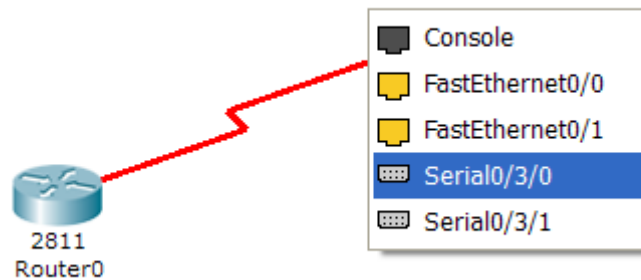 Console
FastEthernet0/0
FastEthernet0/1
Serial0/3/0
Serial0/3/1
2811
Router0